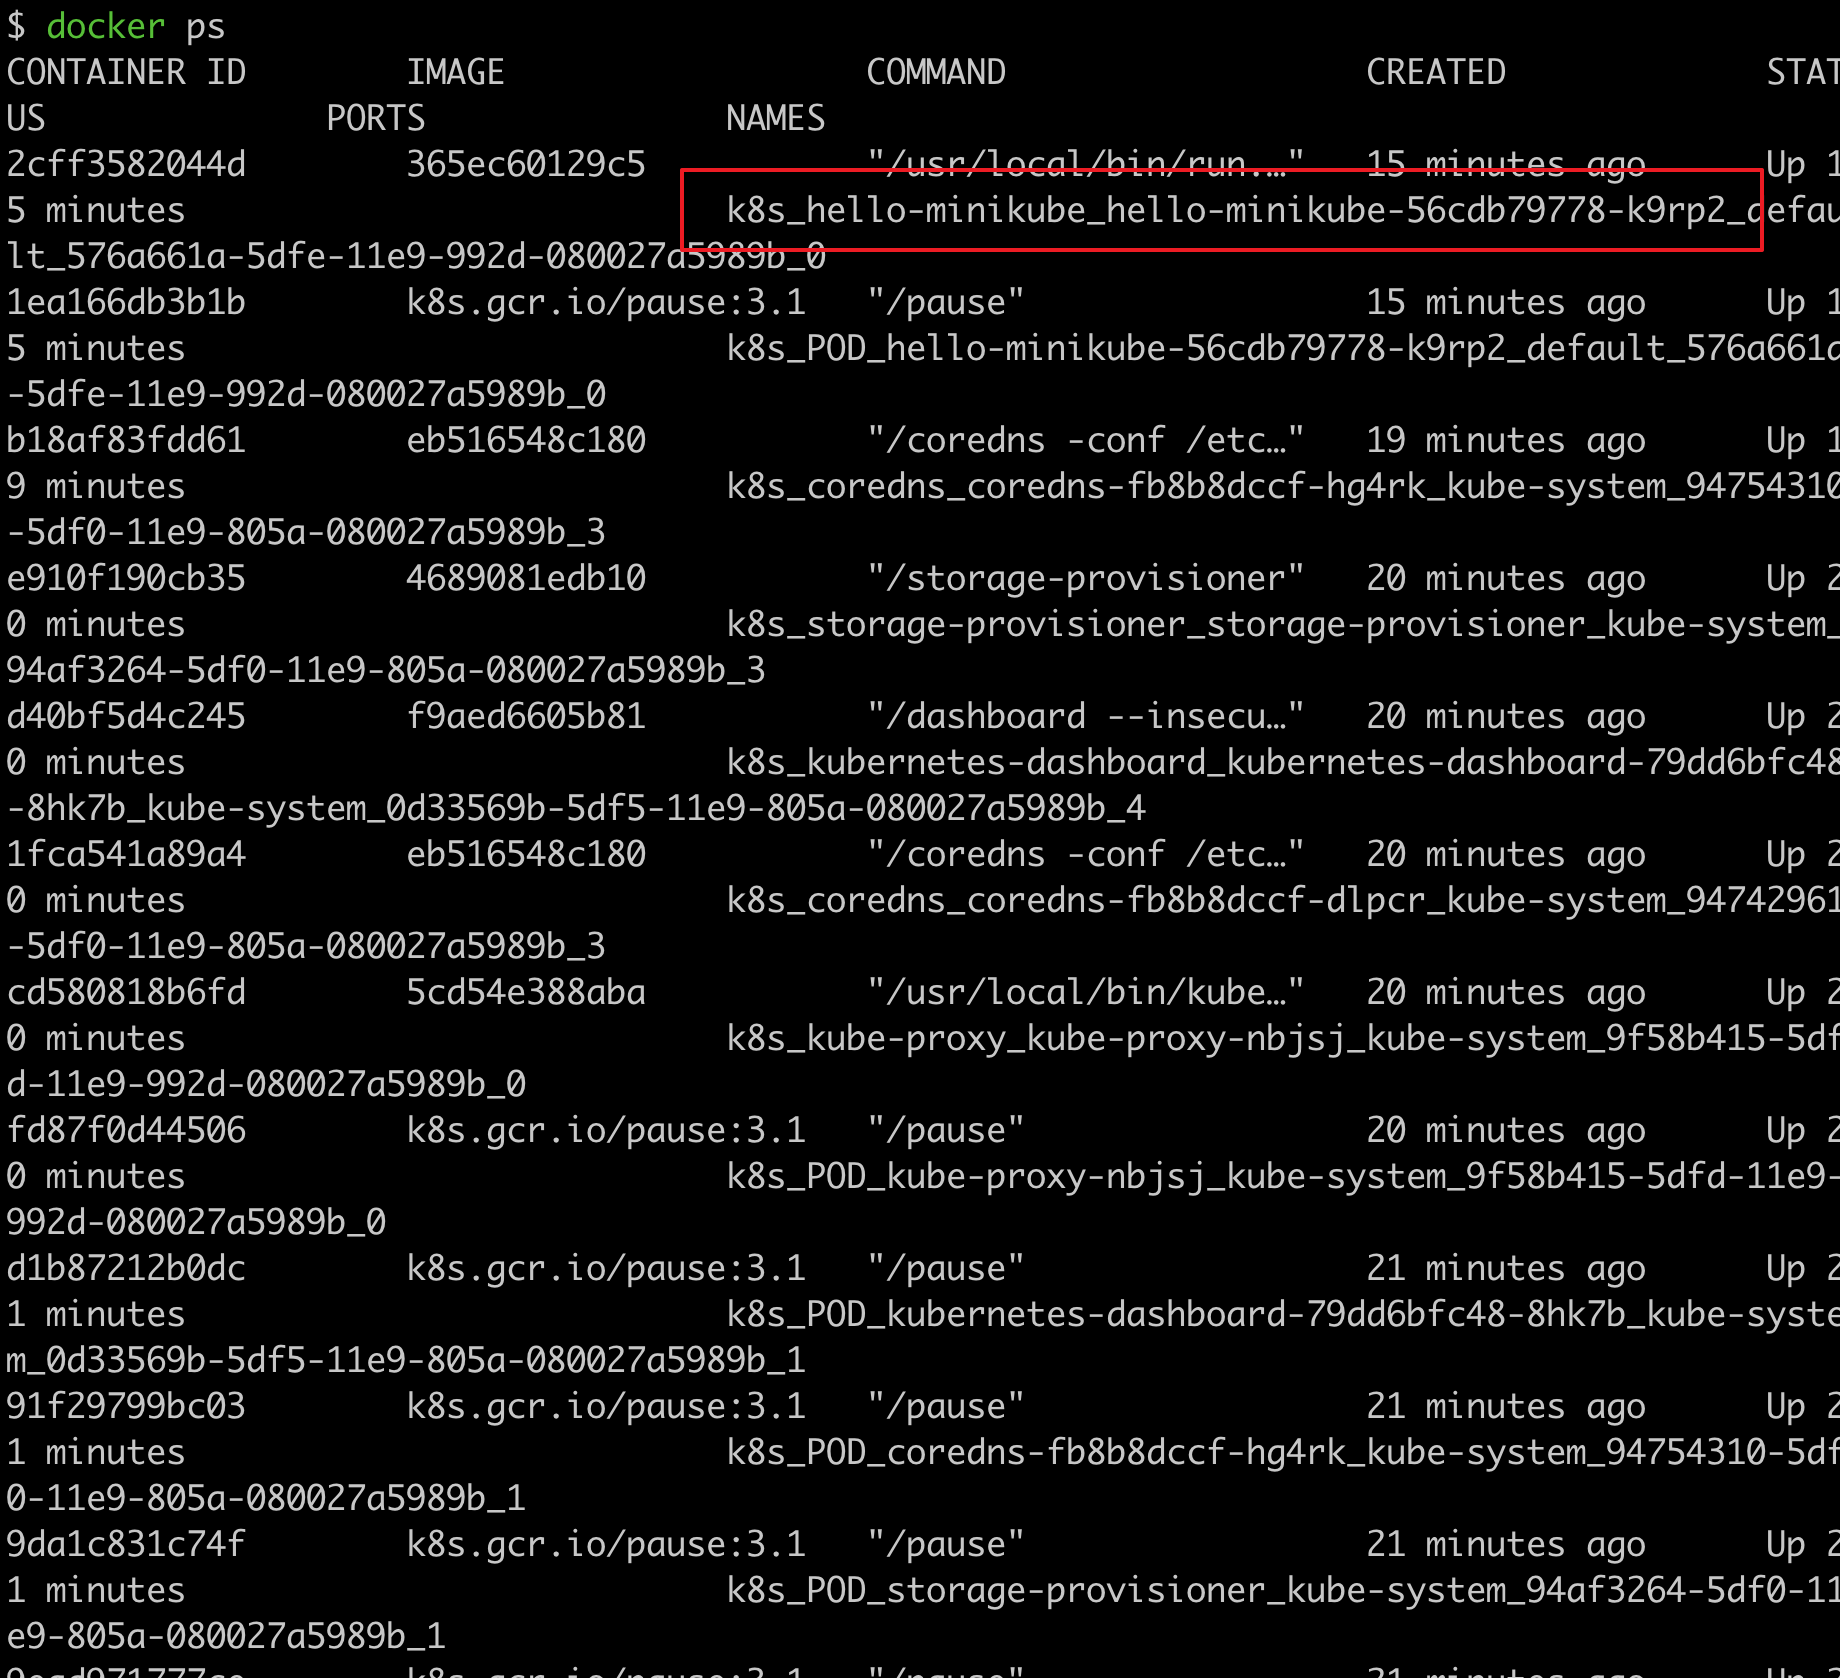 $ docker ps
CONTAINER ID        IMAGE                  COMMAND                  CREATED             STAT
US              PORTS               NAMES
2cff3582044d        365ec60129c5           "/usr/local/bin/run.…"   15 minutes ago      Up 1
5 minutes                           k8s_hello-minikube_hello-minikube-56cdb79778-k9rp2_defau
lt_576a661a-5dfe-11e9-992d-080027a5989b_0
1ea166db3b1b        k8s.gcr.io/pause:3.1   "/pause"                 15 minutes ago      Up 1
5 minutes                           k8s_POD_hello-minikube-56cdb79778-k9rp2_default_576a661a
-5dfe-11e9-992d-080027a5989b_0
b18af83fdd61        eb516548c180           "/coredns -conf /etc…"   19 minutes ago      Up 1
9 minutes                           k8s_coredns_coredns-fb8b8dccf-hg4rk_kube-system_94754310
-5df0-11e9-805a-080027a5989b_3
e910f190cb35        4689081edb10           "/storage-provisioner"   20 minutes ago      Up 2
0 minutes                           k8s_storage-provisioner_storage-provisioner_kube-system_
94af3264-5df0-11e9-805a-080027a5989b_3
d40bf5d4c245        f9aed6605b81           "/dashboard --insecu…"   20 minutes ago      Up 2
0 minutes                           k8s_kubernetes-dashboard_kubernetes-dashboard-79dd6bfc48
-8hk7b_kube-system_0d33569b-5df5-11e9-805a-080027a5989b_4
1fca541a89a4        eb516548c180           "/coredns -conf /etc…"   20 minutes ago      Up 2
0 minutes                           k8s_coredns_coredns-fb8b8dccf-dlpcr_kube-system_94742961
-5df0-11e9-805a-080027a5989b_3
cd580818b6fd        5cd54e388aba           "/usr/local/bin/kube…"   20 minutes ago      Up 2
0 minutes                           k8s_kube-proxy_kube-proxy-nbjsj_kube-system_9f58b415-5df
d-11e9-992d-080027a5989b_0
fd87f0d44506        k8s.gcr.io/pause:3.1   "/pause"                 20 minutes ago      Up 2
0 minutes                           k8s_POD_kube-proxy-nbjsj_kube-system_9f58b415-5dfd-11e9-
992d-080027a5989b_0
d1b87212b0dc        k8s.gcr.io/pause:3.1   "/pause"                 21 minutes ago      Up 2
1 minutes                           k8s_POD_kubernetes-dashboard-79dd6bfc48-8hk7b_kube-syste
m_0d33569b-5df5-11e9-805a-080027a5989b_1
91f29799bc03        k8s.gcr.io/pause:3.1   "/pause"                 21 minutes ago      Up 2
1 minutes                           k8s_POD_coredns-fb8b8dccf-hg4rk_kube-system_94754310-5df
0-11e9-805a-080027a5989b_1
9da1c831c74f        k8s.gcr.io/pause:3.1   "/pause"                 21 minutes ago      Up 2
1 minutes                           k8s_POD_storage-provisioner_kube-system_94af3264-5df0-11
e9-805a-080027a5989b_1
k8s.gcr.io/pause:3.1   "/pause"                 21 minutes ago      Up 2